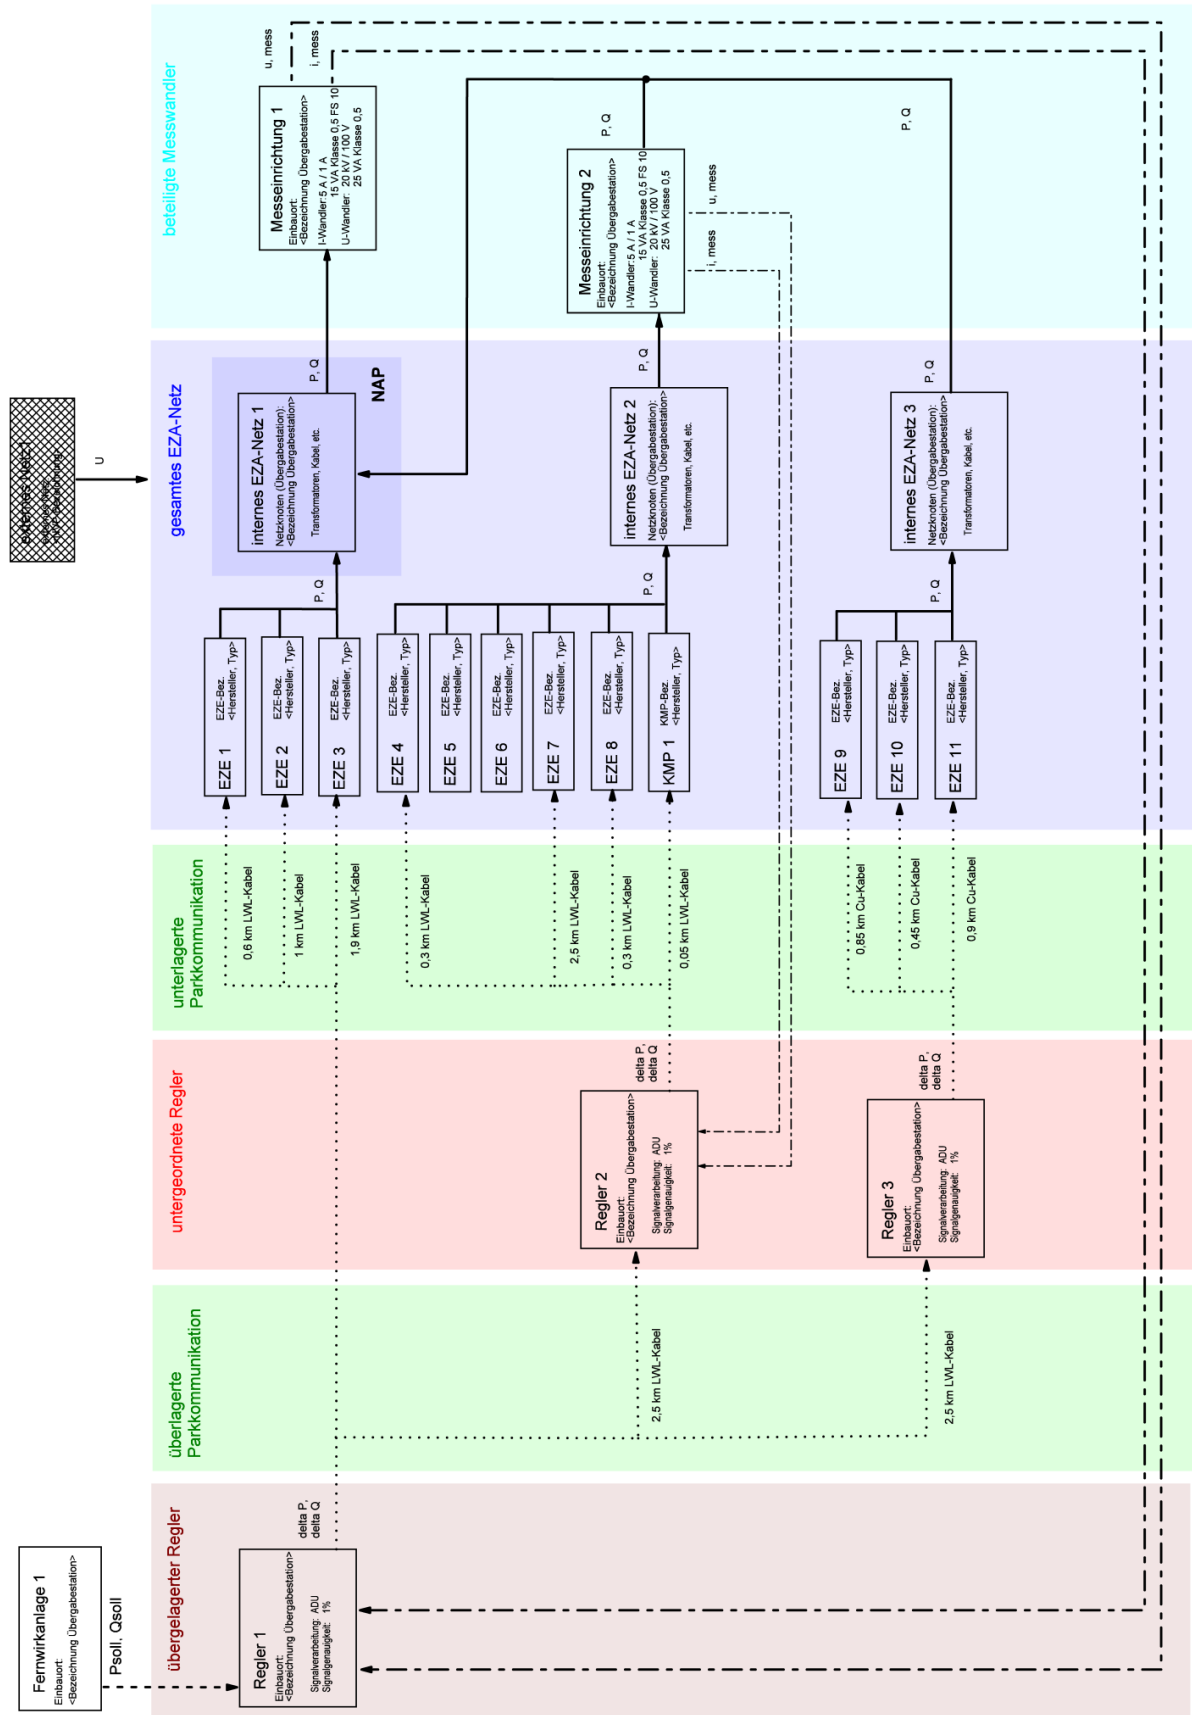 Fernwirkanlage 1
Einbauort:
<Bezeichnung Übergabestation>
Psoll, Qsoll
externes Netz 1
U
übergelagerter Regler
Regler 1
Einbauort:
<Bezeichnung Übergabestation>
Signalverarbeitung: ADU
Signalgenauigkeit: 1%
delta P,
delta Q
überlagerte
Parkkommunikation
2,5 km LWL-Kabel
2,5 km LWL-Kabel
untergeordnete Regler
Regler 2
Einbauort:
<Bezeichnung Übergabestation>
Signalverarbeitung: ADU
Signalgenauigkeit: 1%
delta P,
delta Q
Regler 3
Einbauort:
<Bezeichnung Übergabestation>
Signalverarbeitung: ADU
Signalgenauigkeit: 1%
delta P,
delta Q
unterlagerte
Parkkommunikation
0,6 km LWL-Kabel
1 km LWL-Kabel
1,9 km LWL-Kabel
0,3 km LWL-Kabel
2,5 km LWL-Kabel
0,3 km LWL-Kabel
0,05 km LWL-Kabel
0,85 km Cu-Kabel
0,45 km Cu-Kabel
0,9 km Cu-Kabel
gesamtes EZA-Netz
EZE 1
EZE-Bez.
<Hersteller, Typ>
EZE 2
EZE-Bez.
<Hersteller, Typ>
EZE 3
EZE-Bez.
<Hersteller, Typ>
EZE 4
EZE-Bez.
<Hersteller, Typ>
EZE 5
EZE-Bez.
<Hersteller, Typ>
EZE 6
EZE-Bez.
<Hersteller, Typ>
EZE 7
EZE-Bez.
<Hersteller, Typ>
EZE 8
EZE-Bez.
<Hersteller, Typ>
KMP 1
KMP-Bez.
<Hersteller, Typ>
EZE 9
EZE-Bez.
<Hersteller, Typ>
EZE 10
EZE-Bez.
<Hersteller, Typ>
EZE 11
EZE-Bez.
<Hersteller, Typ>
P, Q
P, Q
P, Q
internes EZA-Netz 1
Netzknoten (Übergabestation):
<Bezeichnung Übergabestation>
Transformatoren, Kabel, etc.
P, Q
NAP
internes EZA-Netz 2
Netzknoten (Übergabestation):
<Bezeichnung Übergabestation>
Transformatoren, Kabel, etc.
P, Q
internes EZA-Netz 3
Netzknoten (Übergabestation):
<Bezeichnung Übergabestation>
Transformatoren, Kabel, etc.
P, Q
beteiligte Messwandler
Messeinrichtung 1
Einbauort:
<Bezeichnung Übergabestation>
I-Wandler: 5 A / 1 A
15 VA Klasse 0,5 FS 10
U-Wandler: 20 kV / 100 V
25 VA Klasse 0,5
u, mess
i, mess
Messeinrichtung 2
Einbauort:
<Bezeichnung Übergabestation>
I-Wandler: 5 A / 1 A
15 VA Klasse 0,5 FS 10
U-Wandler: 20 kV / 100 V
25 VA Klasse 0,5
P, Q
u, mess
i, mess
P, Q